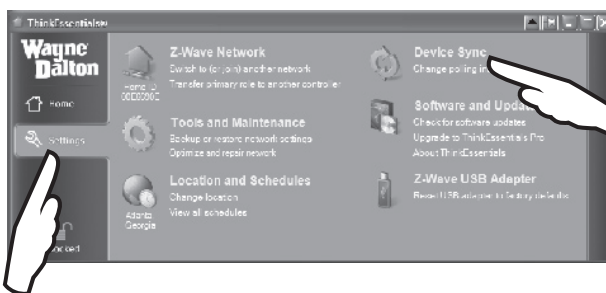 ThinkEssentials
Wayne
Dalton
Home
Settings
Z-Wave Network
Switch to (or join) another network
Transfer primary role to another controller
Home ID
Tools and Maintenance
Backup or restore network settings
Optimize and repair network
Location and Schedules
Change location
View all schedules
Atlanta
Georgia
Device Sync
Change polling in
Software and Upda
Check for software updates
Upgrade to ThinkEssentials Pro
About ThinkEssentials
Z-Wave USB Adapter
Reset USB adapter to factory defaults